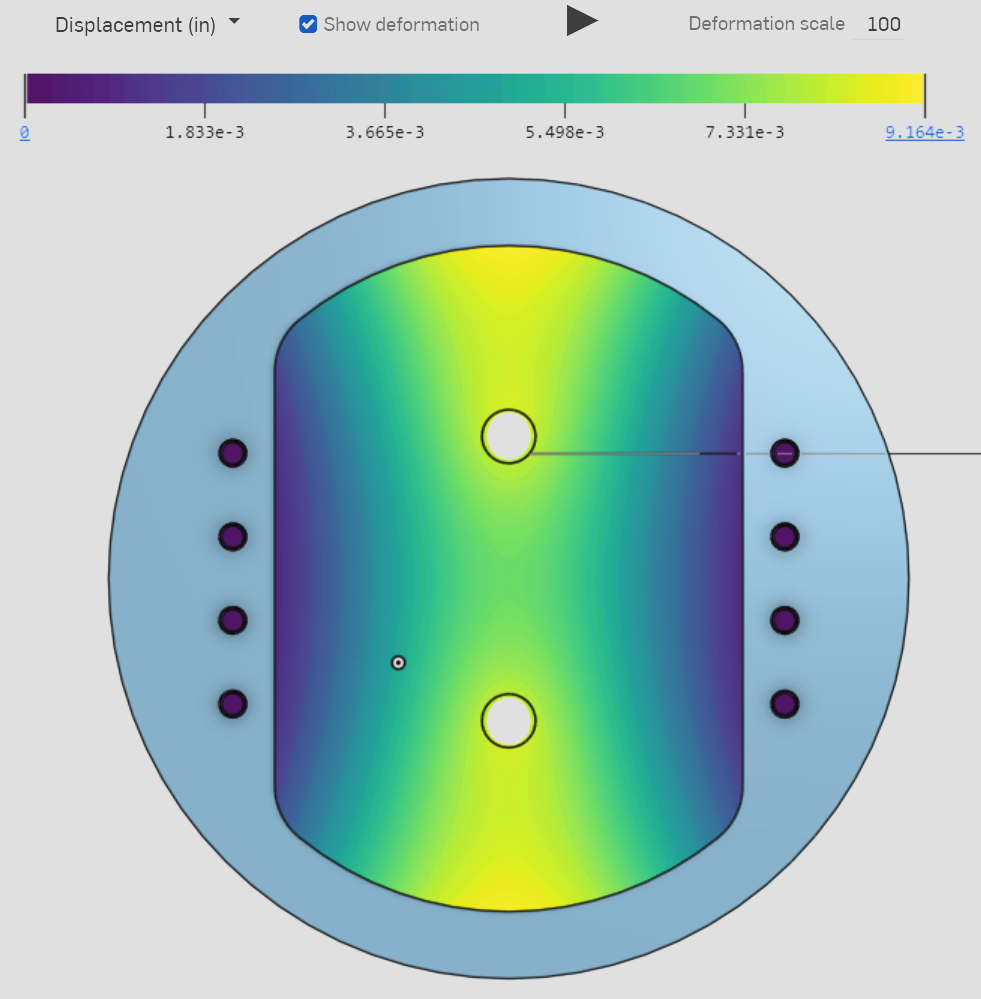 Displacement (in) Show deformation Deformation scale 100
0 1.833e-3 3.665e-3 5.498e-3 7.331e-3 9.164e-3